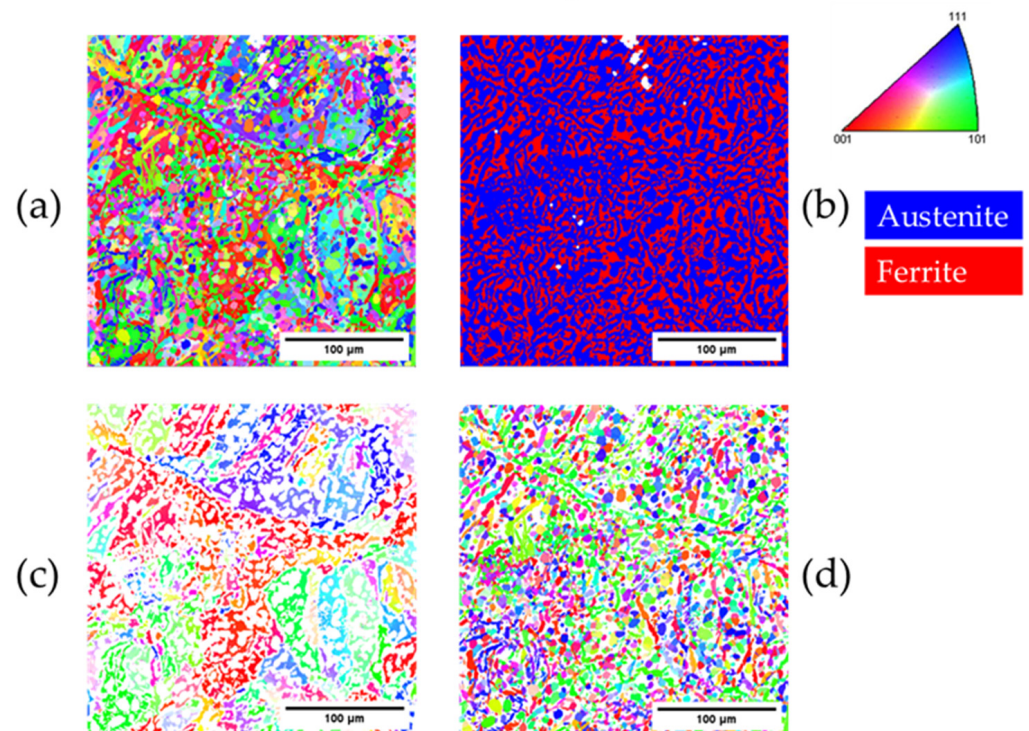 111
001
101
(a)
(b)
Austenite
Ferrite
100 µm
100 µm
(c)
(d)
100 µm
100 µm